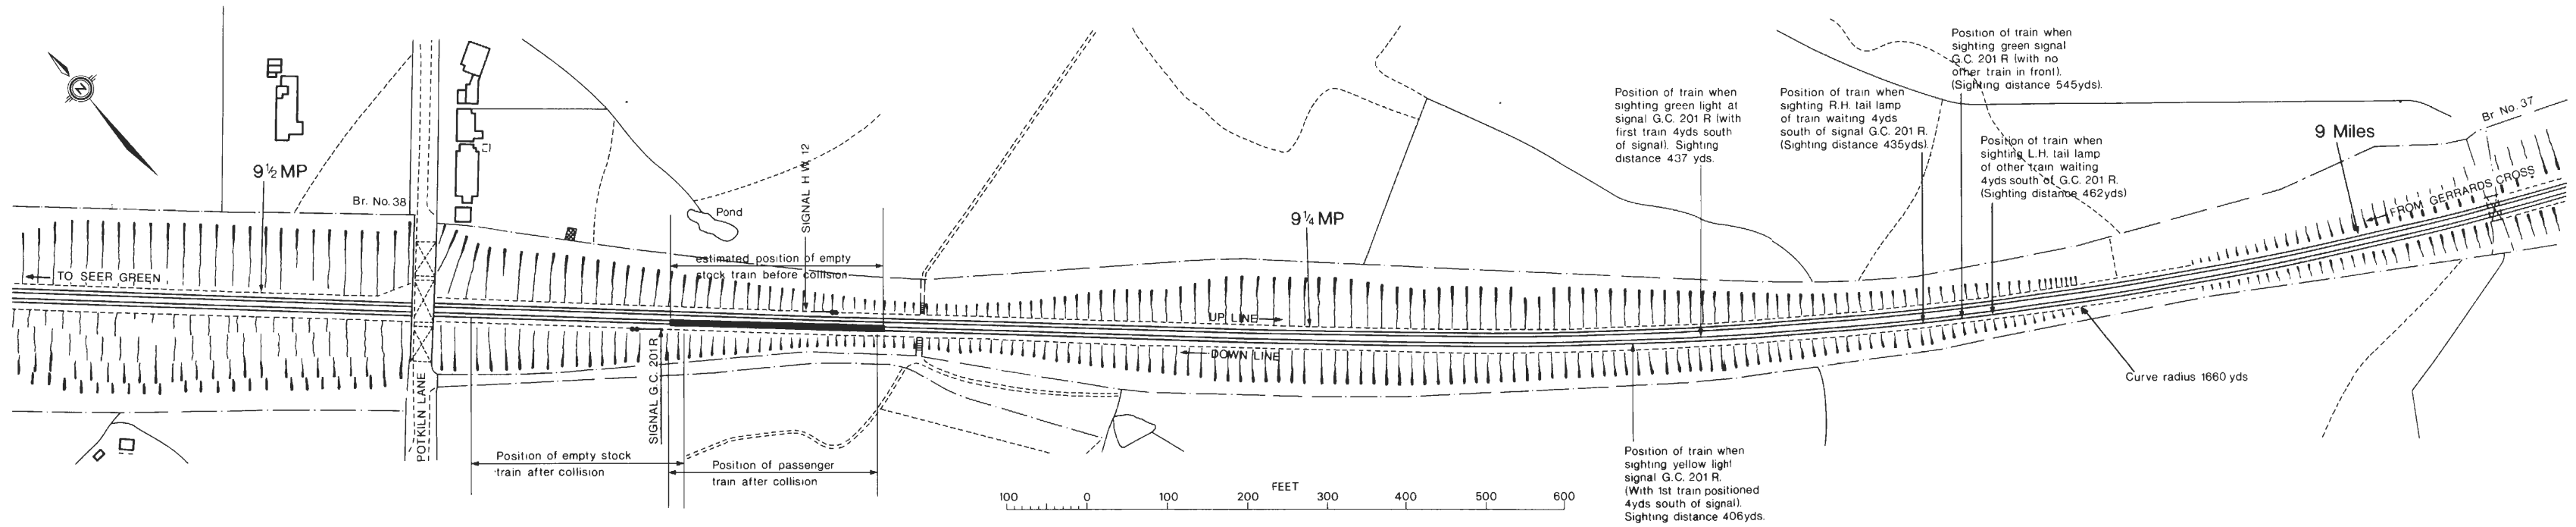 N
9½ MP
Br. No. 38
TO SEER GREEN
POTKILN LANE
Pond
SIGNAL H W. 12
estimated position of empty
stock train before collision
SIGNAL G.C. 201R
Position of empty stock
train after collision
Position of passenger
train after collision
9¼ MP
UP LINE
DOWN LINE
100 0 100 200 300 400 500 600
FEET
Position of train when
sighting green light at
signal G.C. 201 R (with
first train 4yds south
of signal). Sighting
distance 437 yds.
Position of train when
sighting R.H. tail lamp
of train waiting 4yds
south of signal G.C. 201 R.
(Sighting distance 435yds)
Position of train when
sighting green signal
G.C. 201 R (with no
other train in front).
(Sighting distance 545yds).
Position of train when
sighting L.H. tail lamp
of other train waiting
4yds south of G.C. 201 R.
(Sighting distance 462yds)
Position of train when
sighting yellow light
signal G.C. 201 R.
(With 1st train positioned
4yds south of signal).
Sighting distance 406yds.
9 Miles
Br No. 37
FROM GERRARDS CROSS
Curve radius 1660 yds